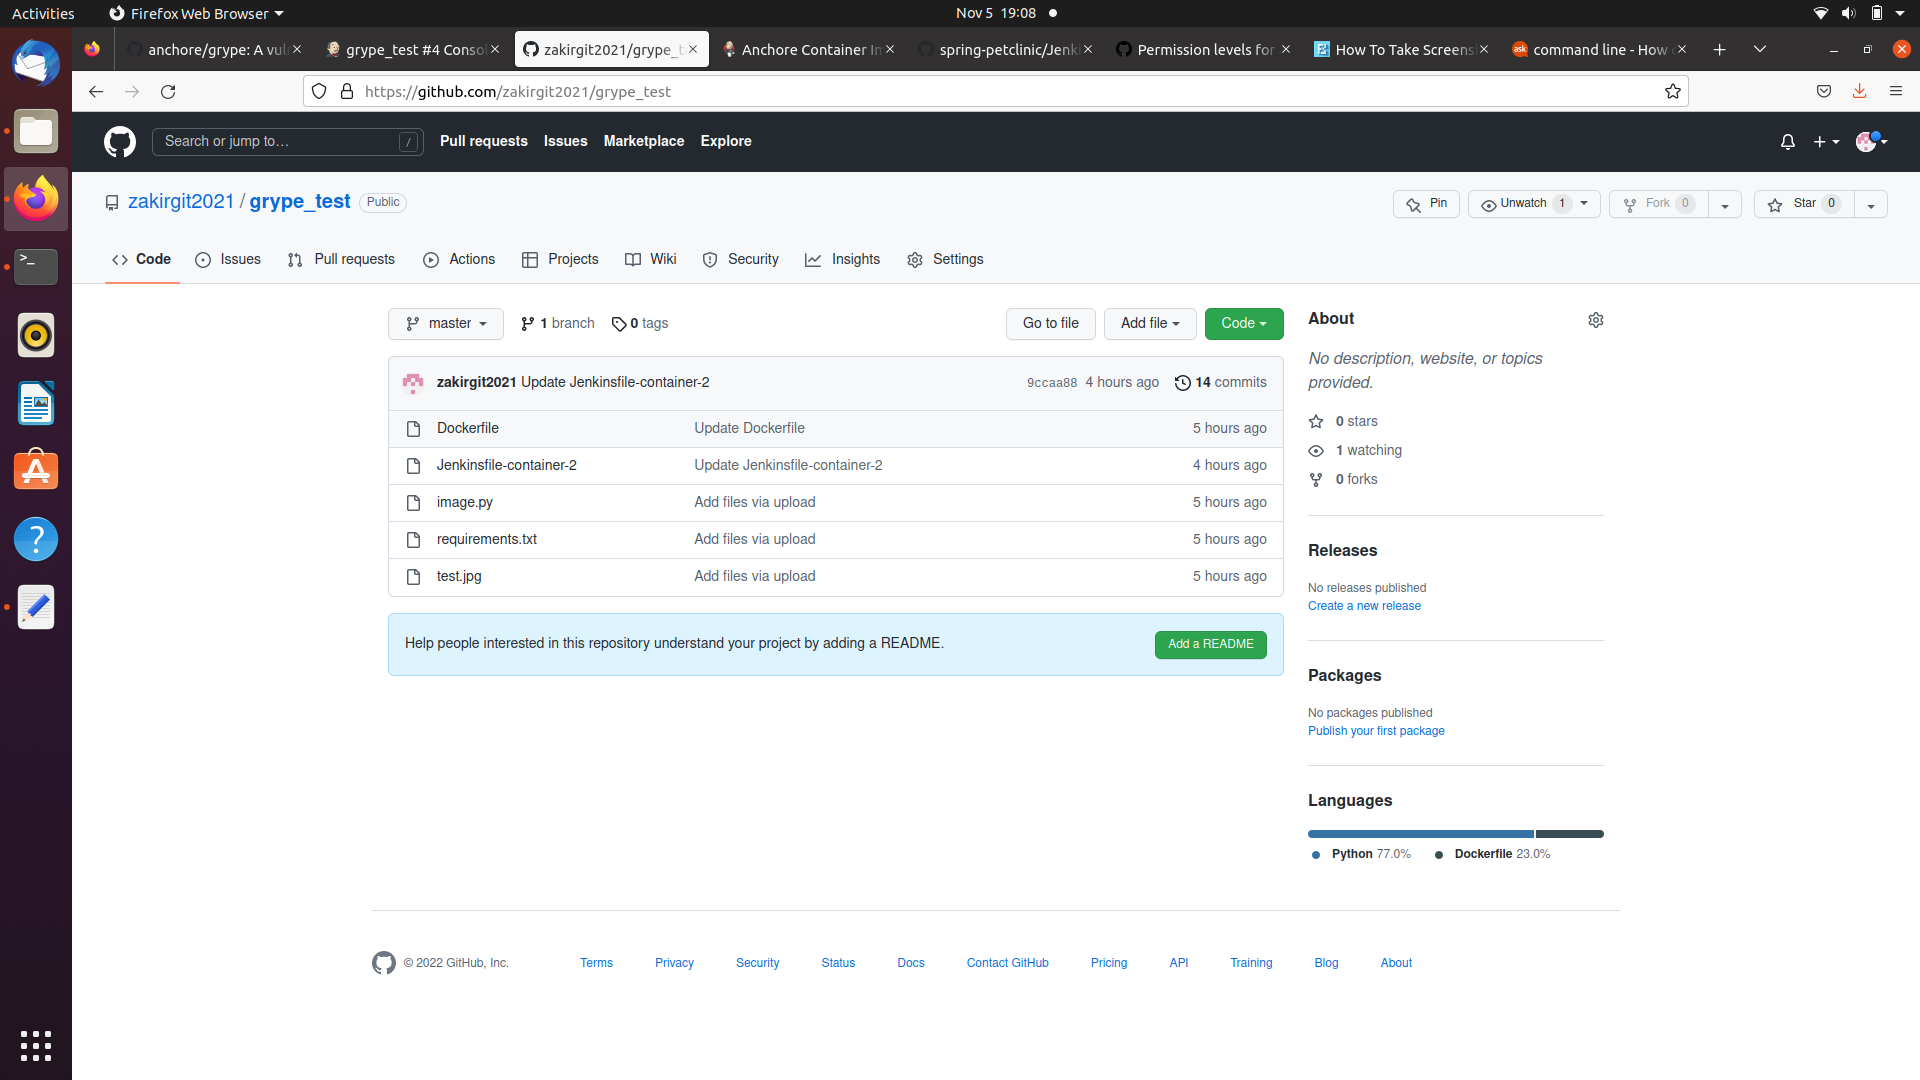 Activities
Firefox Web Browser
Nov 5 19:08
anchore/grype: A vul
grype_test #4 Consol
zakirgit2021/grype_t
Anchore Container Im
spring-petclinic/Jenki
Permission levels for
How To Take Screens
ask
command line - How
https://github.com/zakirgit2021/grype_test
Search or jump to…
/
Pull requests
Issues
Marketplace
Explore
zakirgit2021 / grype_test
Public
Pin
Unwatch 1
Fork 0
Star 0
Code
Issues
Pull requests
Actions
Projects
Wiki
Security
Insights
Settings
master
1 branch
0 tags
Go to file
Add file
Code
zakirgit2021 Update Jenkinsfile-container-2
9ccaa88 4 hours ago
14 commits
Dockerfile Update Dockerfile 5 hours ago
Jenkinsfile-container-2 Update Jenkinsfile-container-2 4 hours ago
image.py Add files via upload 5 hours ago
requirements.txt Add files via upload 5 hours ago
test.jpg Add files via upload 5 hours ago
Help people interested in this repository understand your project by adding a README.
Add a README
About
No description, website, or topics
provided.
0 stars
1 watching
0 forks
Releases
No releases published
Create a new release
Packages
No packages published
Publish your first package
Languages
Python 77.0%
Dockerfile 23.0%
© 2022 GitHub, Inc.
Terms
Privacy
Security
Status
Docs
Contact GitHub
Pricing
API
Training
Blog
About